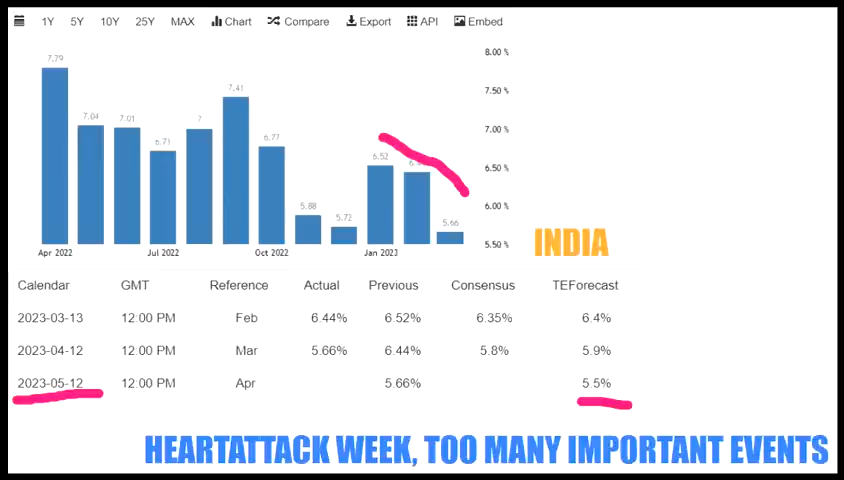 1Y 5Y 10Y 25Y MAX Chart Compare Export API Embed
8.00 %
7.79
7.50 %
7.41
7.04
7.01
7
7.00 %
6.77
6.71
6.52
6.50 %
6.00 %
5.88
5.72
5.66
5.50 %
Apr 2022 Jul 2022 Oct 2022 Jan 2023
INDIA
Calendar GMT Reference Actual Previous Consensus TEForecast
2023-03-13 12:00 PM Feb 6.44% 6.52% 6.35% 6.4%
2023-04-12 12:00 PM Mar 5.66% 6.44% 5.8% 5.9%
2023-05-12 12:00 PM Apr 5.66% 5.5%
HEARTATTACK WEEK, TOO MANY IMPORTANT EVENTS